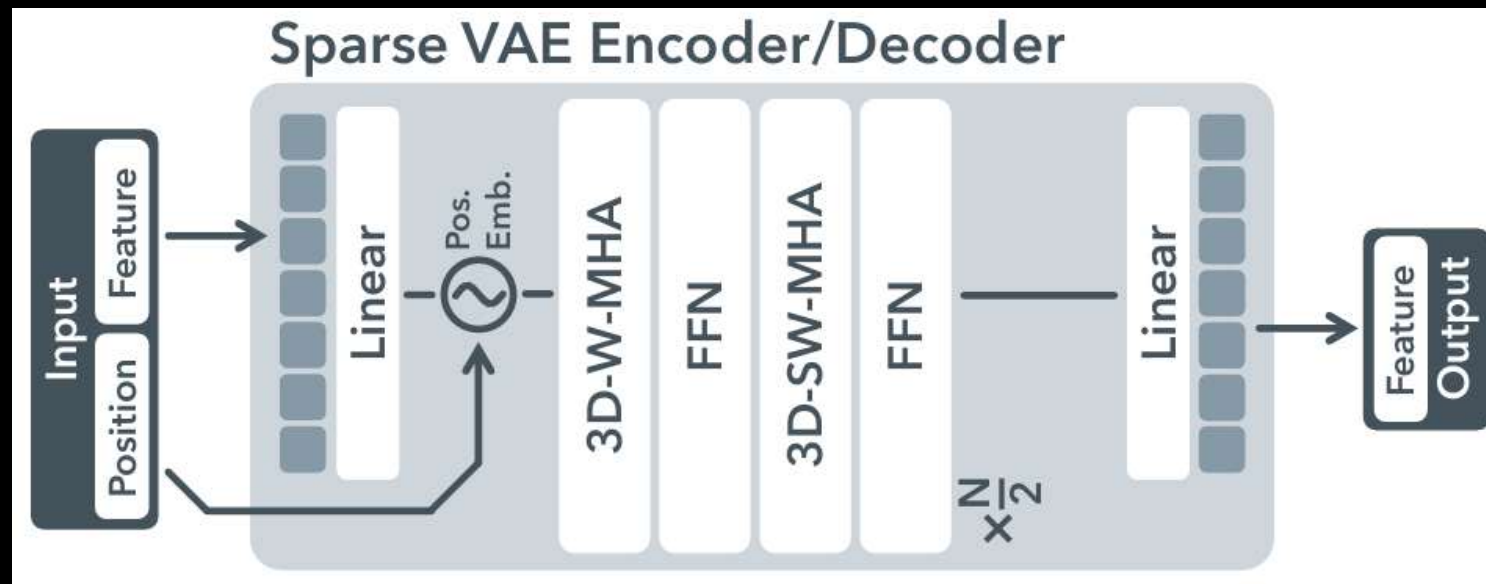 Sparse VAE Encoder/Decoder
Input
Feature
Position
Linear
Pos.
Emb.
3D-W-MHA
FFN
3D-SW-MHA
FFN
×N/2
Linear
Feature
Output